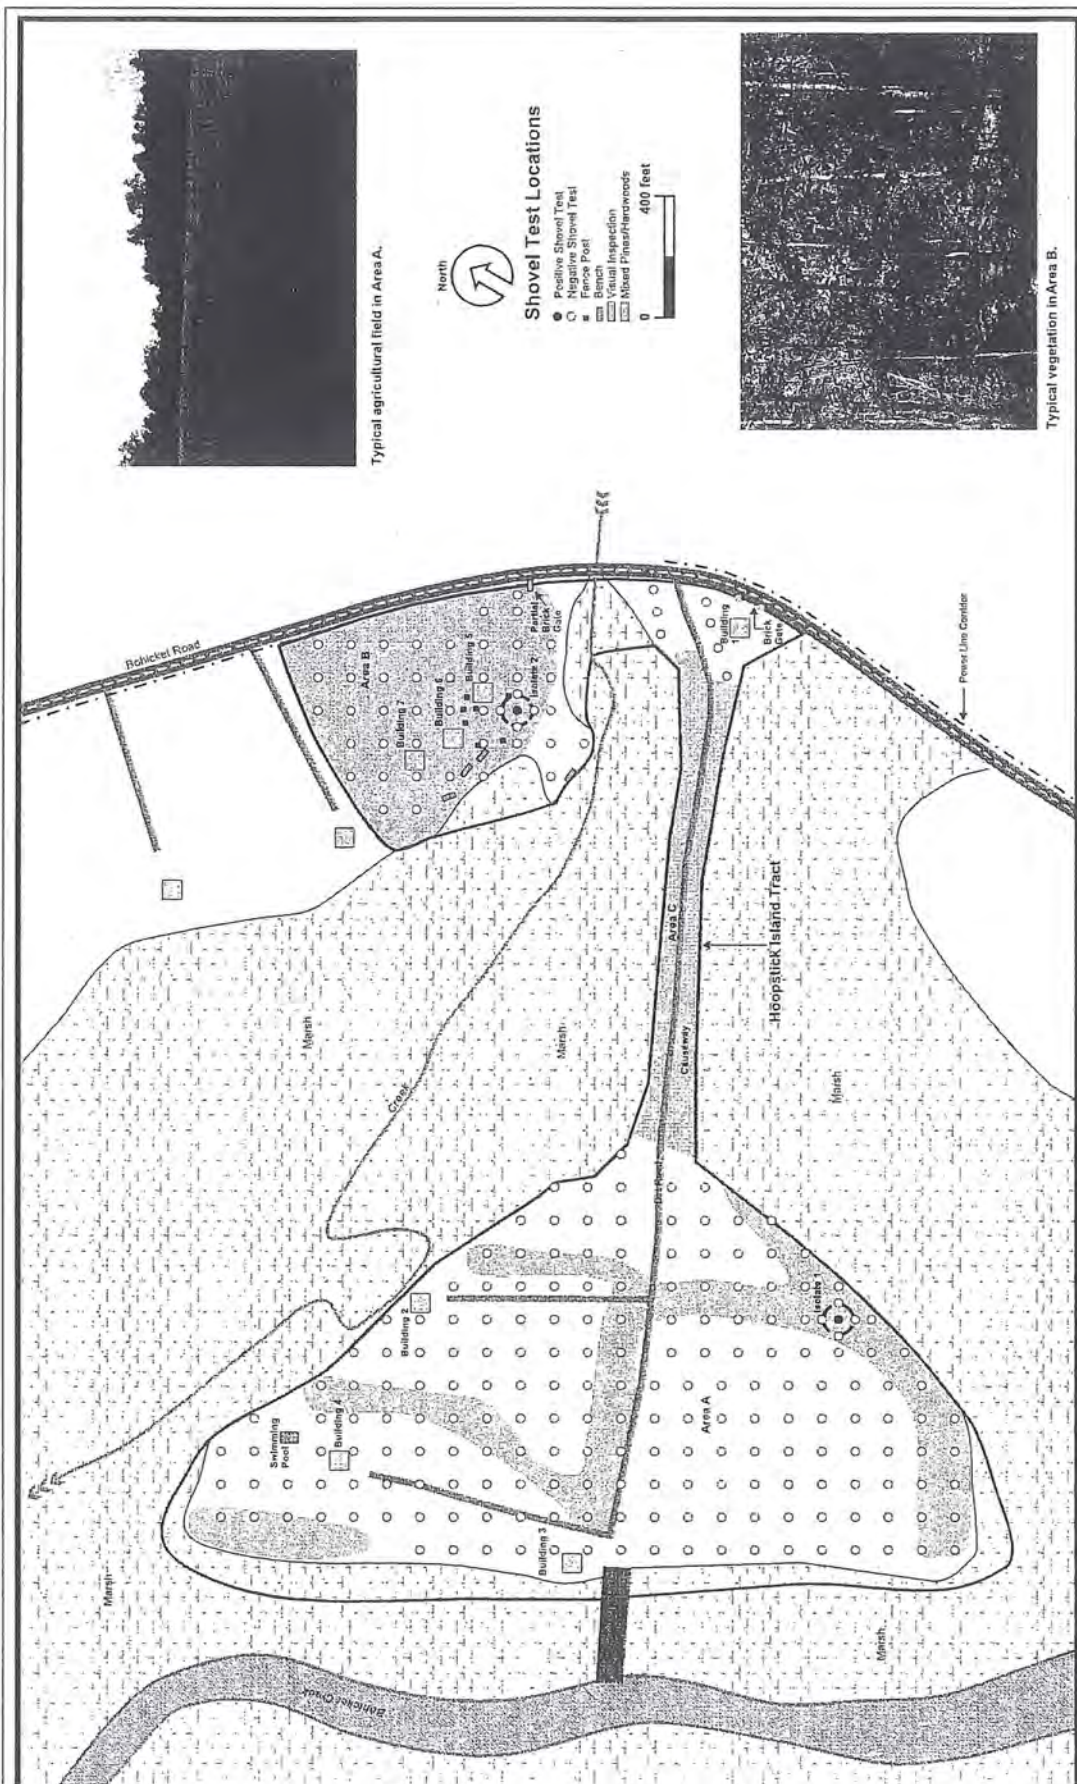 Typical agricultural field in Area A.
North
Shovel Test Locations
Positive Shovel Test
Negative Shovel Test
Fence Post
Bench
Visual Inspection
Mixed Pines/Hardwoods
0
400 feet
Typical vegetation in Area B.
Bohicket Road
Area B
Building 7
Building 6
Building 5
Isolate 2
Partial
Brick
Gate
Building
1
Brick
Gate
Power Line Corridor
Area C
Causeway
Hoopstick Island Tract
Marsh
Marsh
Marsh
Creek
Dirt Road
Building 2
Swimming
Pool
Building 4
Building 3
Area A
Isolate 1
Marsh
Marsh
Bohicket Creek